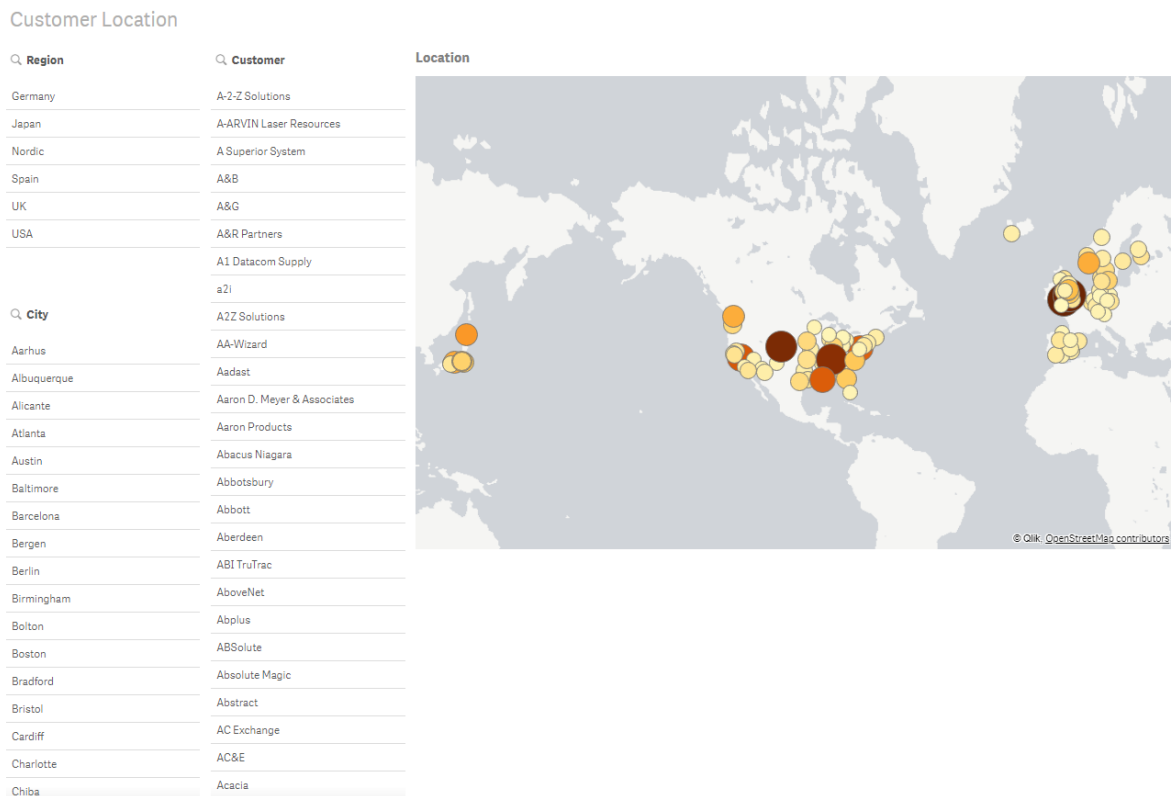 Customer Location
Region
Germany
Japan
Nordic
Spain
UK
USA
City
Aarhus
Albuquerque
Alicante
Atlanta
Austin
Baltimore
Barcelona
Bergen
Berlin
Birmingham
Bolton
Boston
Bradford
Bristol
Cardiff
Charlotte
Chiba
Customer
A-2-Z Solutions
A-ARVIN Laser Resources
A Superior System
A&B
A&G
A&R Partners
A1 Datacom Supply
a2i
A2Z Solutions
AA-Wizard
Aadast
Aaron D. Meyer & Associates
Aaron Products
Abacus Niagara
Abbotsbury
Abbott
Aberdeen
ABI TruTrac
AboveNet
Abplus
ABSolute
Absolute Magic
Abstract
AC Exchange
AC&E
Acacia
Location
© Qlik, OpenStreetMap contributors